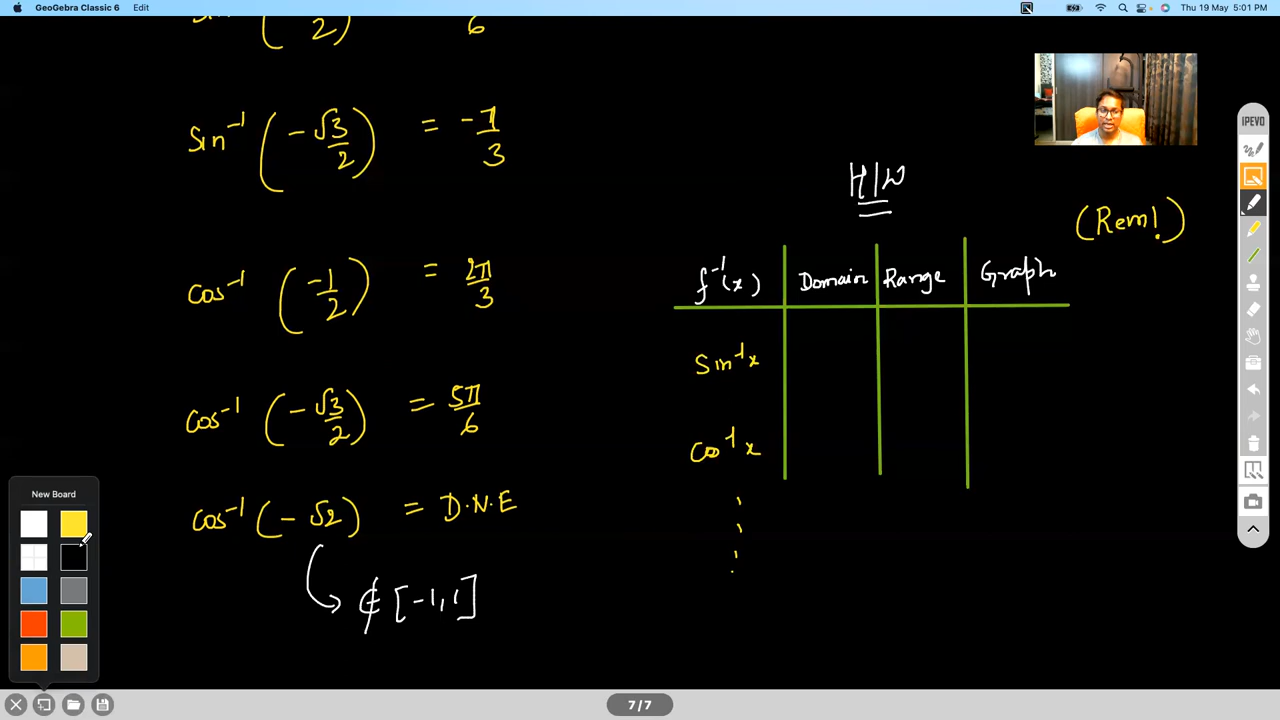 GeoGebra Classic 6 Edit
Thu 19 May 5:01 PM
6
2)
Sin⁻¹ (-√3/2) = -π/3
cos⁻¹ (-1/2) = 2π/3
cos⁻¹ (-√3/2) = 5π/6
cos⁻¹ (-√2) = D.N.E
∉ [-1,1]
H/W
(Rem!)
f⁻¹(x) Domain Range Graph
Sin⁻¹x
cos⁻¹x
IPEVO
New Board
7/7